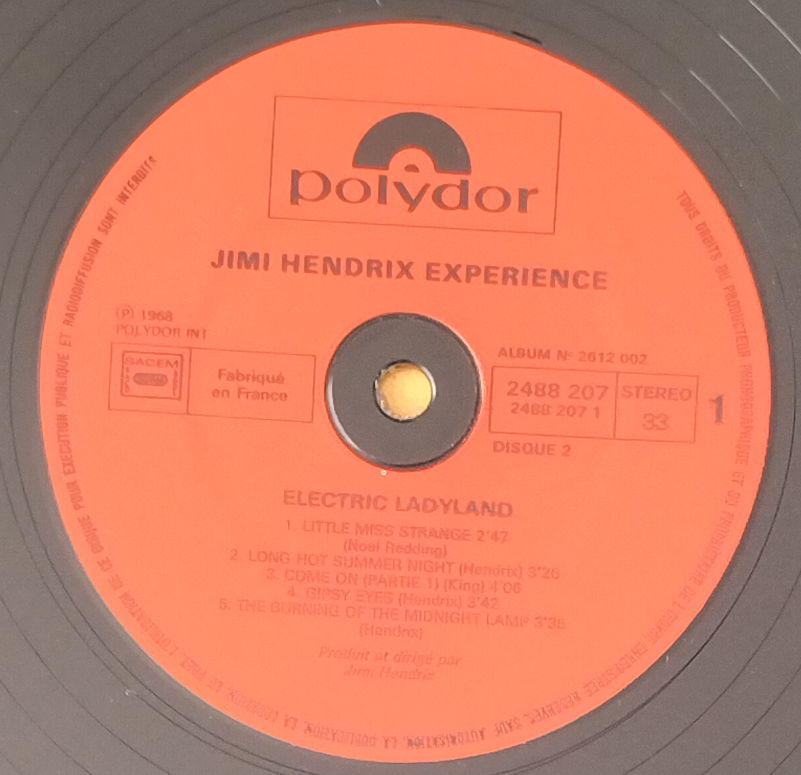 polydor
JIMI HENDRIX EXPERIENCE
℗ 1968
POLYDOR INT
SACEM
Fabriqué
en France
ALBUM N° 2612 002
2488 207
2488 207 1
STEREO
33
1
DISQUE 2
ELECTRIC LADYLAND
1. LITTLE MISS STRANGE 2'47
(Noel Redding)
2. LONG HOT SUMMER NIGHT (Hendrix) 3'26
3. COME ON (PARTIE 1) (King) 4'06
4. GIPSY EYES (Hendrix) 3'42
5. THE BURNING OF THE MIDNIGHT LAMP 3'35
(Hendrix)
Produit et dirigé par
Jimi Hendrix
TOUS DROITS DU PRODUCTEUR PHONOGRAPHIQUE ET DU PROPRIETAIRE DE L'OEUVRE ENREGISTREE RESERVES. SAUF AUTORISATION, LA DUPLICATION, LA LOCATION, LE PRET, L'UTILISATION DE CE DISQUE POUR EXECUTION PUBLIQUE ET RADIODIFFUSION SONT INTERDITS